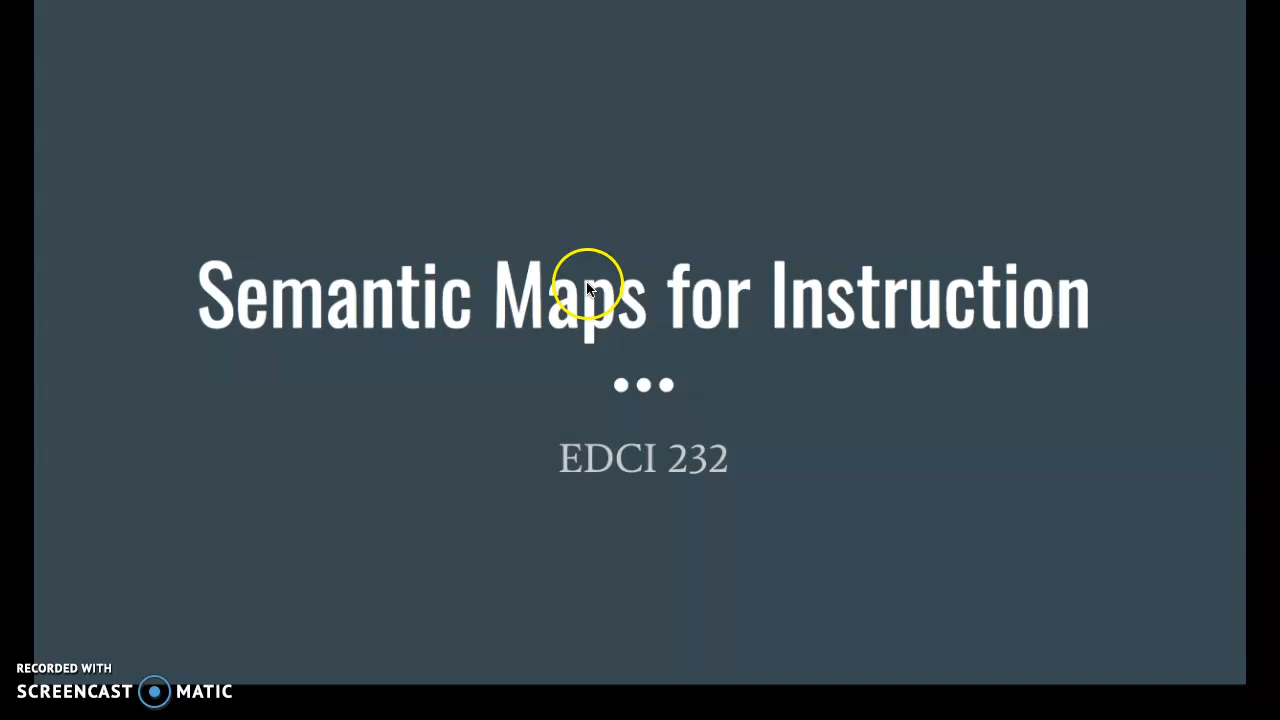 Semantic Maps for Instruction
EDCI 232
RECORDED WITH
SCREENCAST MATIC